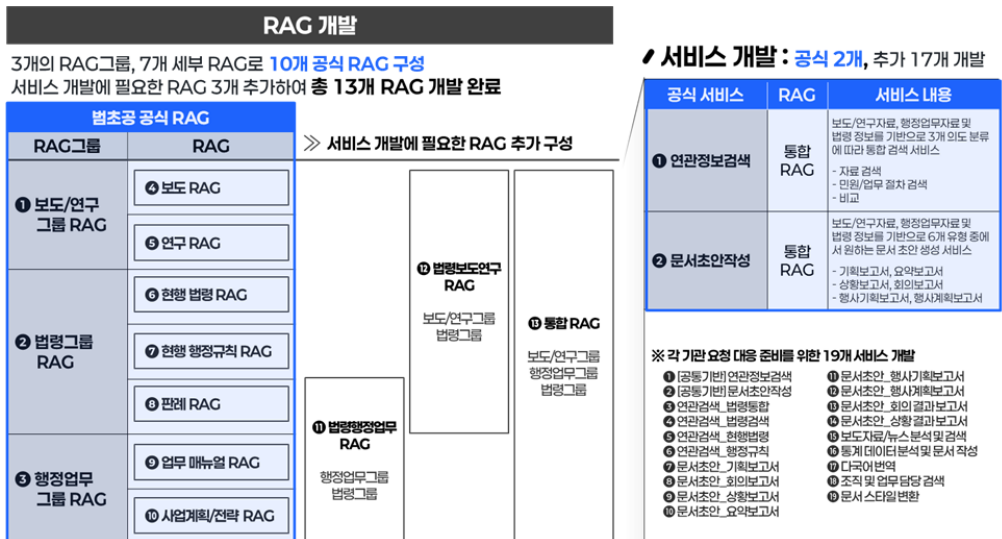 RAG 개발
3개의 RAG그룹, 7개 세부 RAG로 10개 공식 RAG 구성
서비스 개발에 필요한 RAG 3개 추가하여 총 13개 RAG 개발 완료
범초공 공식 RAG
RAG그룹
RAG
❶ 보도/연구
그룹 RAG
❹ 보도 RAG
❺ 연구 RAG
❷ 법령그룹
RAG
❻ 현행 법령 RAG
❼ 현행 행정규칙 RAG
❽ 판례 RAG
❸ 행정업무
그룹 RAG
❾ 업무 매뉴얼 RAG
❿ 사업계획/전략 RAG
≫ 서비스 개발에 필요한 RAG 추가 구성
⓫ 법령행정업무
RAG
행정업무그룹
법령그룹
⓬ 법령보도연구
RAG
보도/연구그룹
법령그룹
⓭ 통합 RAG
보도/연구그룹
행정업무그룹
법령그룹
서비스 개발 : 공식 2개, 추가 17개 개발
공식 서비스
RAG
서비스 내용
❶ 연관정보검색
통합
RAG
보도/연구자료, 행정업무자료 및
법령 정보를 기반으로 3개 의도 분류
에 따라 통합 검색 서비스
- 자료 검색
- 민원/업무 절차 검색
- 비교
❷ 문서초안작성
통합
RAG
보도/연구자료, 행정업무자료 및
법령 정보를 기반으로 6개 유형 중에
서 원하는 문서 초안 생성 서비스
- 기획보고서, 요약보고서
- 상황보고서, 회의보고서
- 행사기획보고서, 행사계획보고서
※ 각 기관 요청 대응 준비를 위한 19개 서비스 개발
❶ [공통기반] 연관정보검색
❷ [공통기반] 문서초안작성
❸ 연관검색_법령통합
❹ 연관검색_법령검색
❺ 연관검색_현행법령
❻ 연관검색_행정규칙
❼ 문서초안_기획보고서
❽ 문서초안_회의보고서
❾ 문서초안_상황보고서
❿ 문서초안_요약보고서
⓫ 문서초안_행사기획보고서
⓬ 문서초안_행사계획보고서
⓭ 문서초안_회의 결과 보고서
⓮ 문서초안_상황 결과 보고서
⓯ 보도자료/뉴스 분석 및 검색
⓰ 통계 데이터 분석 및 문서 작성
⓱ 다국어 번역
⓲ 조직 및 업무 담당 검색
⓳ 문서 스타일 변환